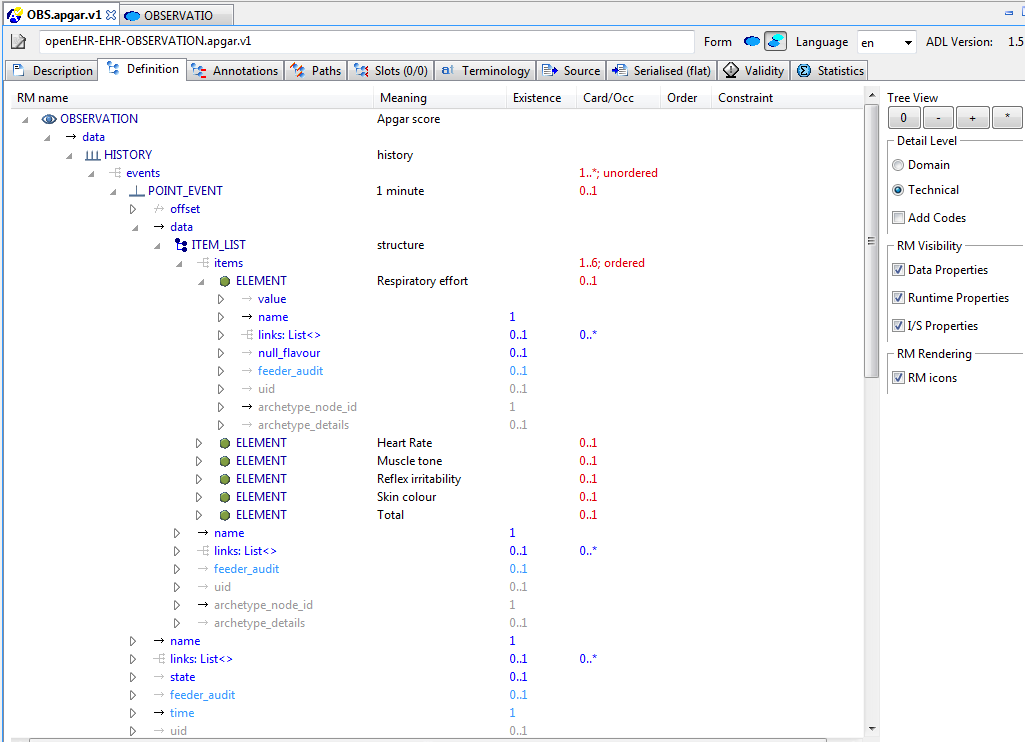 OBS.apgar.v1 OBSERVATIO
openEHR-EHR-OBSERVATION.apgar.v1 Form Language en ADL Version: 1.5
Description Definition Annotations Paths Slots (0/0) a! Terminology Source Serialised (flat) Validity Statistics
RM name Meaning Existence Card/Occ Order Constraint
OBSERVATION Apgar score
data
HISTORY history
events 1..*; unordered
POINT_EVENT 1 minute 0..1
offset
data
ITEM_LIST structure
items 1..6; ordered
ELEMENT Respiratory effort 0..1
value
name 1
links: List<> 0..1 0..*
null_flavour 0..1
feeder_audit 0..1
uid 0..1
archetype_node_id 1
archetype_details 0..1
ELEMENT Heart Rate 0..1
ELEMENT Muscle tone 0..1
ELEMENT Reflex irritability 0..1
ELEMENT Skin colour 0..1
ELEMENT Total 0..1
name 1
links: List<> 0..1 0..*
feeder_audit 0..1
uid 0..1
archetype_node_id 1
archetype_details 0..1
name 1
links: List<> 0..1 0..*
state 0..1
feeder_audit 0..1
time 1
uid 0..1
Tree View
0 - + *
Detail Level
Domain
Technical
Add Codes
RM Visibility
Data Properties
Runtime Properties
I/S Properties
RM Rendering
RM icons